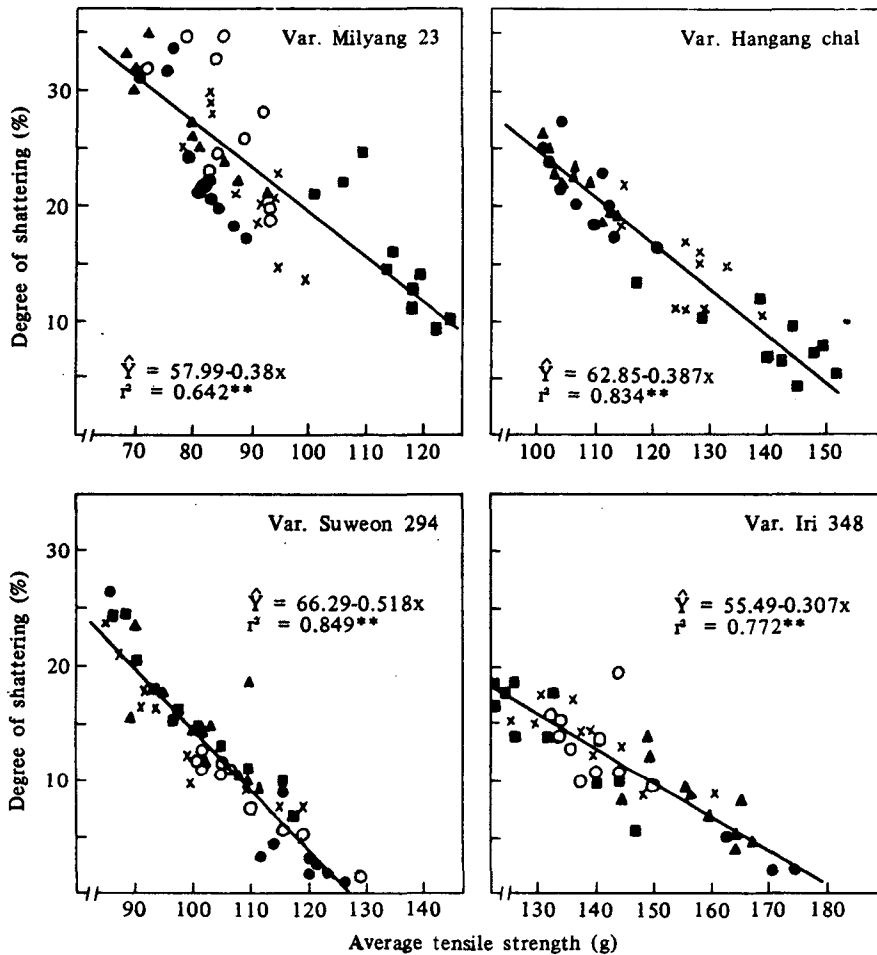 Var. Milyang 23
Degree of shattering (%)
30
20
10
Ŷ = 57.99-0.38x
r² = 0.642**
70 80 90 100 110 120
Var. Hangang chal
Ŷ = 62.85-0.387x
r² = 0.834**
100 110 120 130 140 150
Var. Suweon 294
Degree of shattering (%)
30
20
10
0
Ŷ = 66.29-0.518x
r² = 0.849**
90 100 110 120 130 140
Var. Iri 348
Ŷ = 55.49-0.307x
r² = 0.772**
130 140 150 160 170 180
Average tensile strength (g)